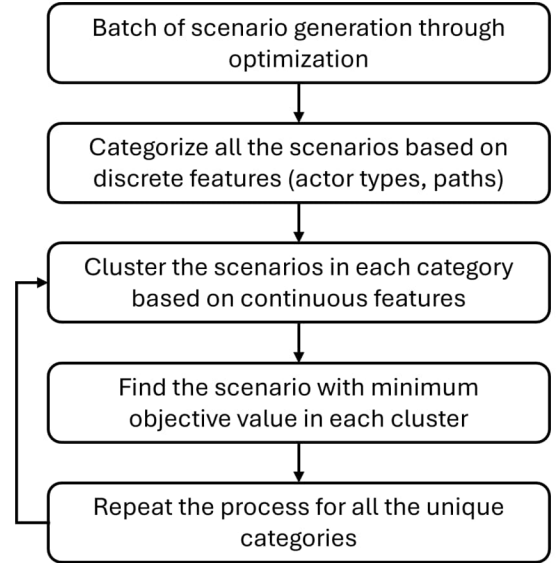 Batch of scenario generation through
optimization
Categorize all the scenarios based on
discrete features (actor types, paths)
Cluster the scenarios in each category
based on continuous features
Find the scenario with minimum
objective value in each cluster
Repeat the process for all the unique
categories